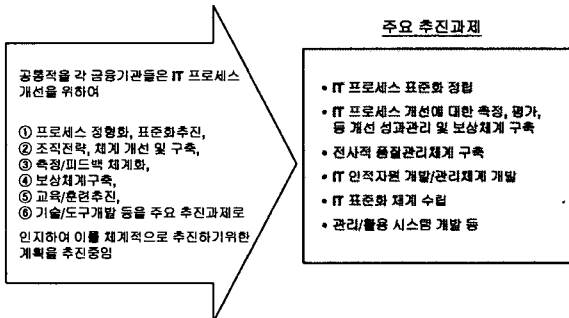 주요 추진과제
공통적을 각 금융기관들은 IT 프로세스
개선을 위하여
① 프로세스 정형화, 표준화추진,
② 조직전략, 체계 개선 및 구축,
③ 측정/피드백 체계화,
④ 보상체계구축,
⑤ 교육/훈련추진,
⑥ 기술/도구개발 등을 주요 추진과제로
인지하여 이를 체계적으로 추진하기위한
계획을 추진중임
• IT 프로세스 표준화 정립
• IT 프로세스 개선에 대한 측정, 평가,
등 개선 성과관리 및 보상체계 구축
• 전사적 품질관리체계 구축
• IT 인적자원 개발/관리체계 개발
• IT 표준화 체계 수립
• 관리/활용 시스템 개발 등